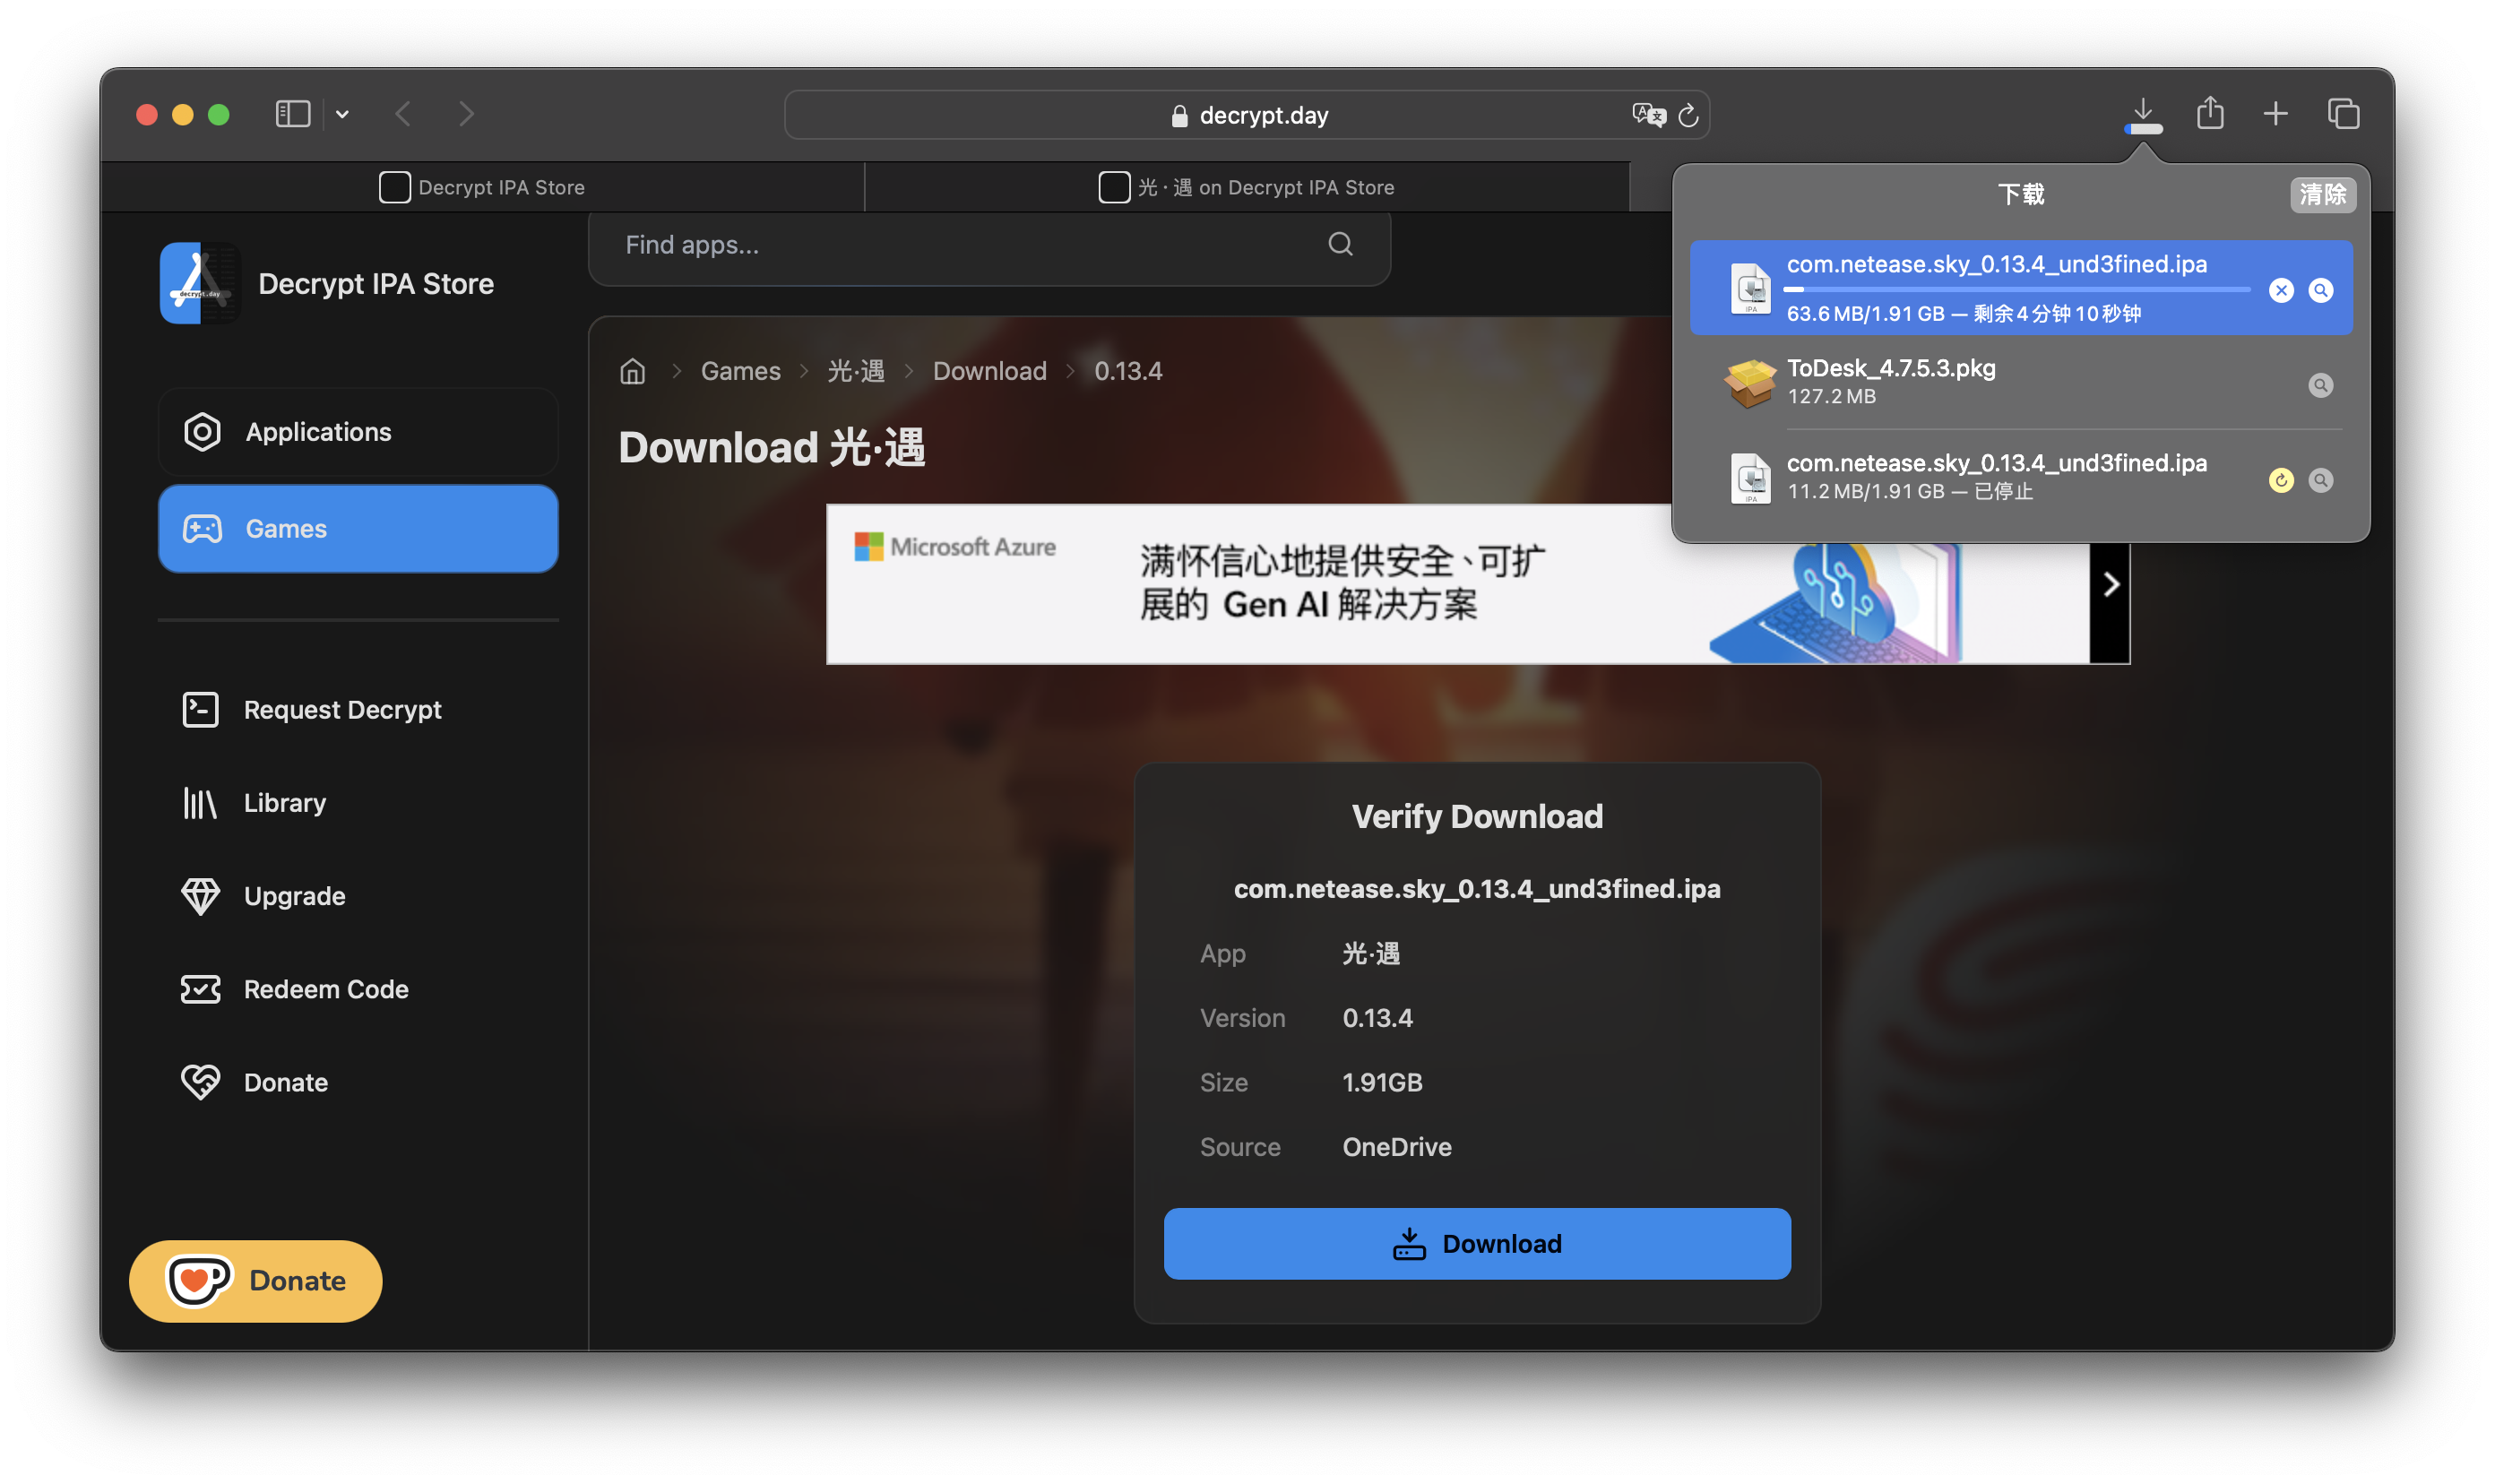 decrypt.day
Decrypt IPA Store
光·遇 on Decrypt IPA Store
下载
清除
com.netease.sky_0.13.4_und3fined.ipa
63.6 MB/1.91 GB — 剩余4分钟10秒钟
ToDesk_4.7.5.3.pkg
127.2 MB
com.netease.sky_0.13.4_und3fined.ipa
11.2 MB/1.91 GB — 已停止
IPA
IPA
decrypt.day
Decrypt IPA Store
Applications
Games
Request Decrypt
Library
Upgrade
Redeem Code
Donate
Donate
Find apps...
Games
光·遇
Download
0.13.4
Download 光·遇
Microsoft Azure
满怀信心地提供安全、可扩
展的 Gen AI 解决方案
Verify Download
com.netease.sky_0.13.4_und3fined.ipa
App 光·遇
Version 0.13.4
Size 1.91GB
Source OneDrive
Download